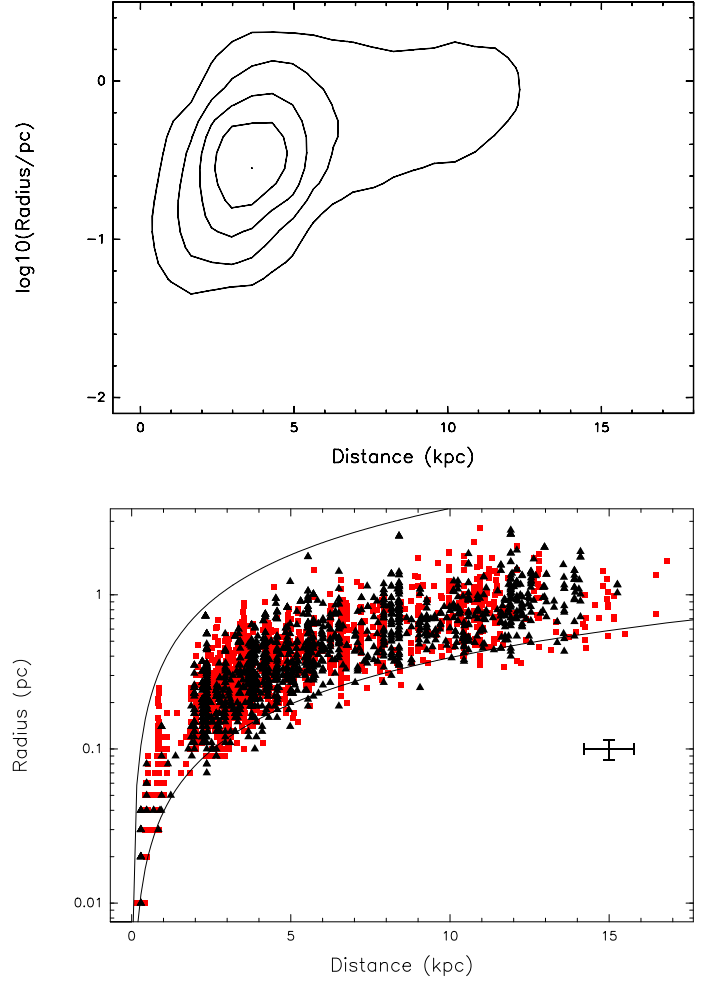 log10(Radius/pc)
0
-1
-2
0 5 10 15
Distance (kpc)
Radius (pc)
1
0.1
0.01
0 5 10 15
Distance (kpc)